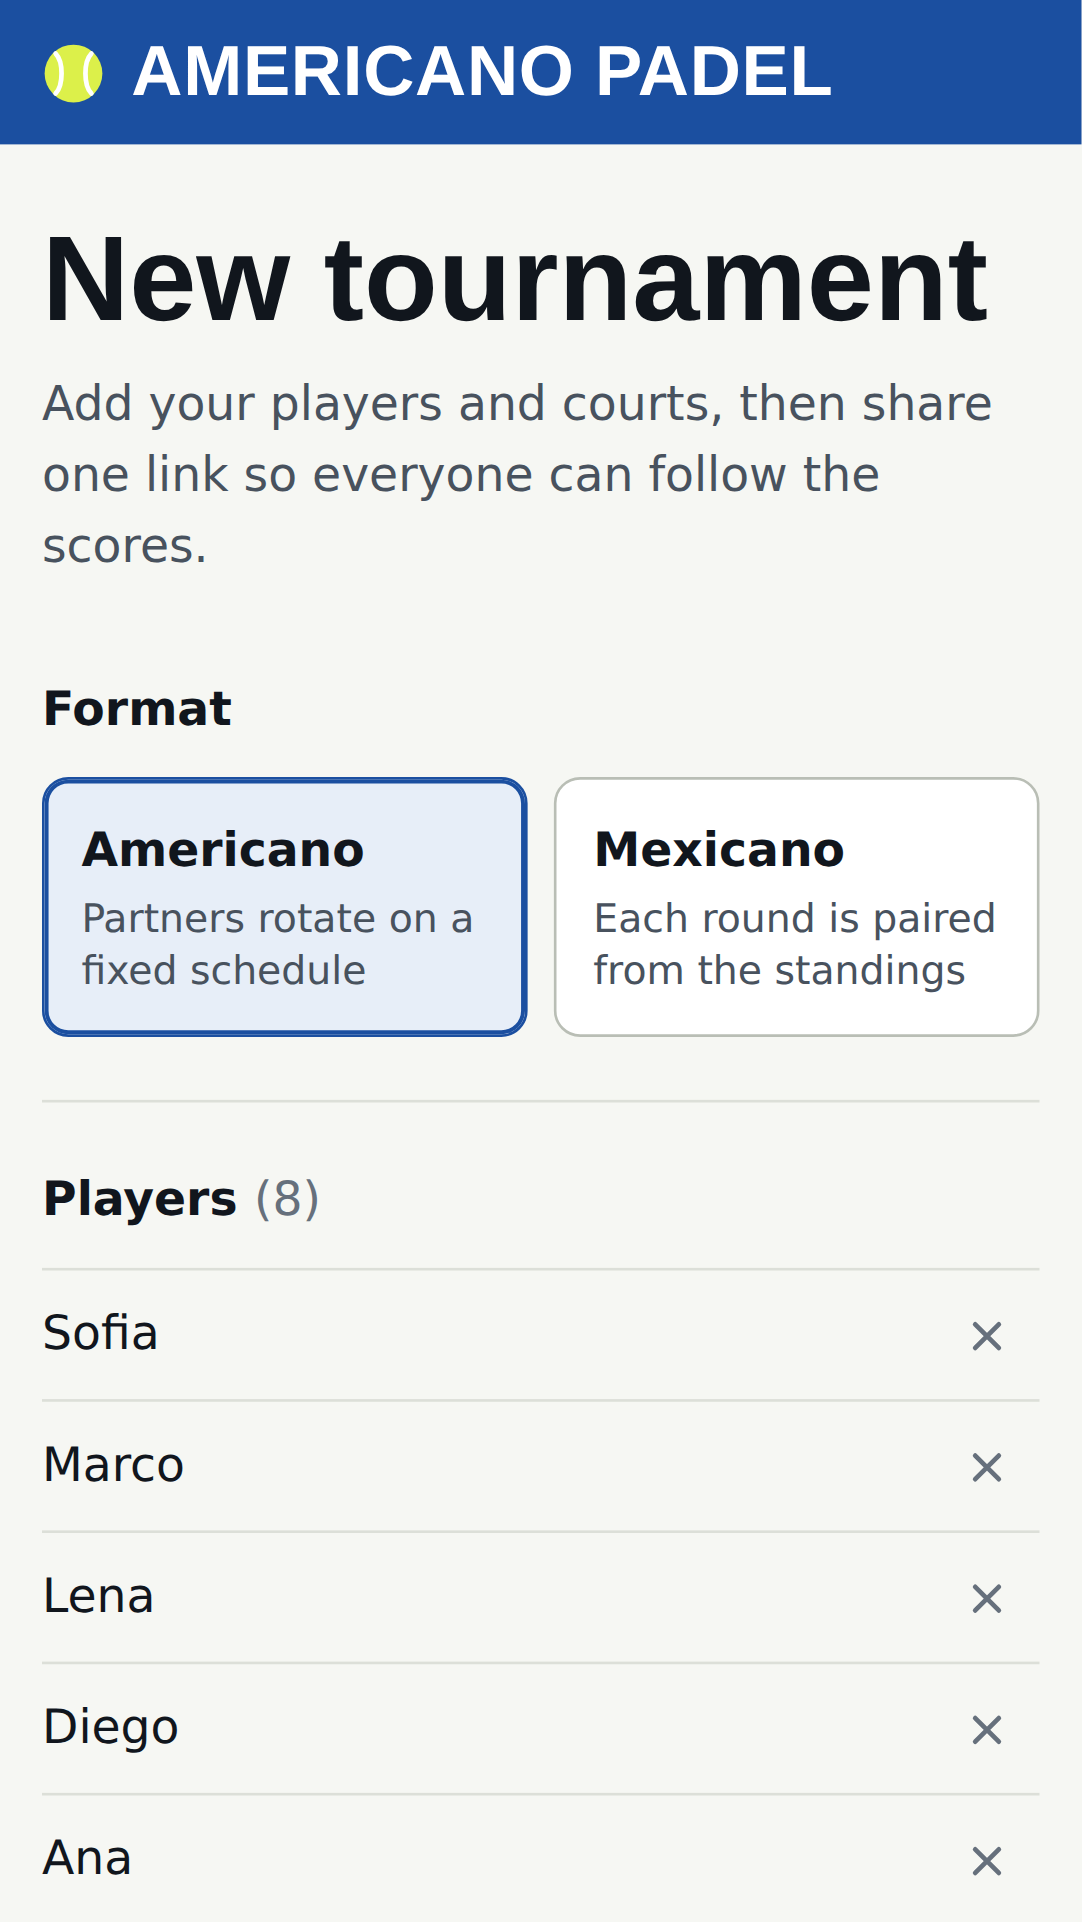 AMERICANO PADEL
New tournament
Add your players and courts, then share
one link so everyone can follow the
scores.
Format
Americano
Partners rotate on a
fixed schedule
Mexicano
Each round is paired
from the standings
Players (8)
Sofia
Marco
Lena
Diego
Ana